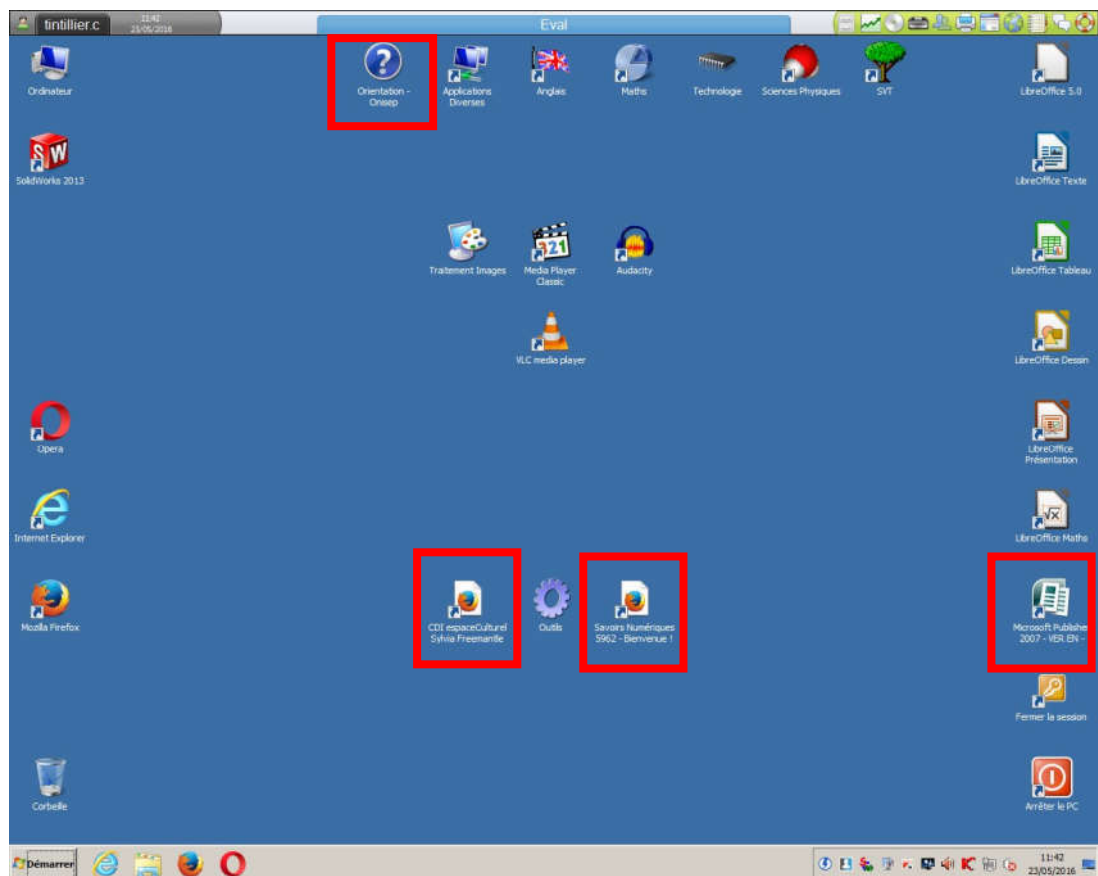 tintillier.c
11:42
23/05/2016
Eval
Ordinateur
Orientation -
Onisep
Applications
Diverses
Anglais
Maths
Technologie
Sciences Physiques
SVT
LibreOffice 5.0
SW
SolidWorks 2013
LibreOffice Texte
Traitement Images
321
Media Player
Classic
Audacity
LibreOffice Tableau
VLC media player
LibreOffice Dessin
Opera
LibreOffice
Présentation
Internet Explorer
LibreOffice Maths
Mozilla Firefox
CDI espaceCulturel
Sylvia Freemantle
Outils
Savoirs Numériques
5962 - Bienvenue !
Microsoft Publishe
2007 - VER EN -
Fermer la session
Corbeille
Arrêter le PC
Démarrer
11:42
23/05/2016